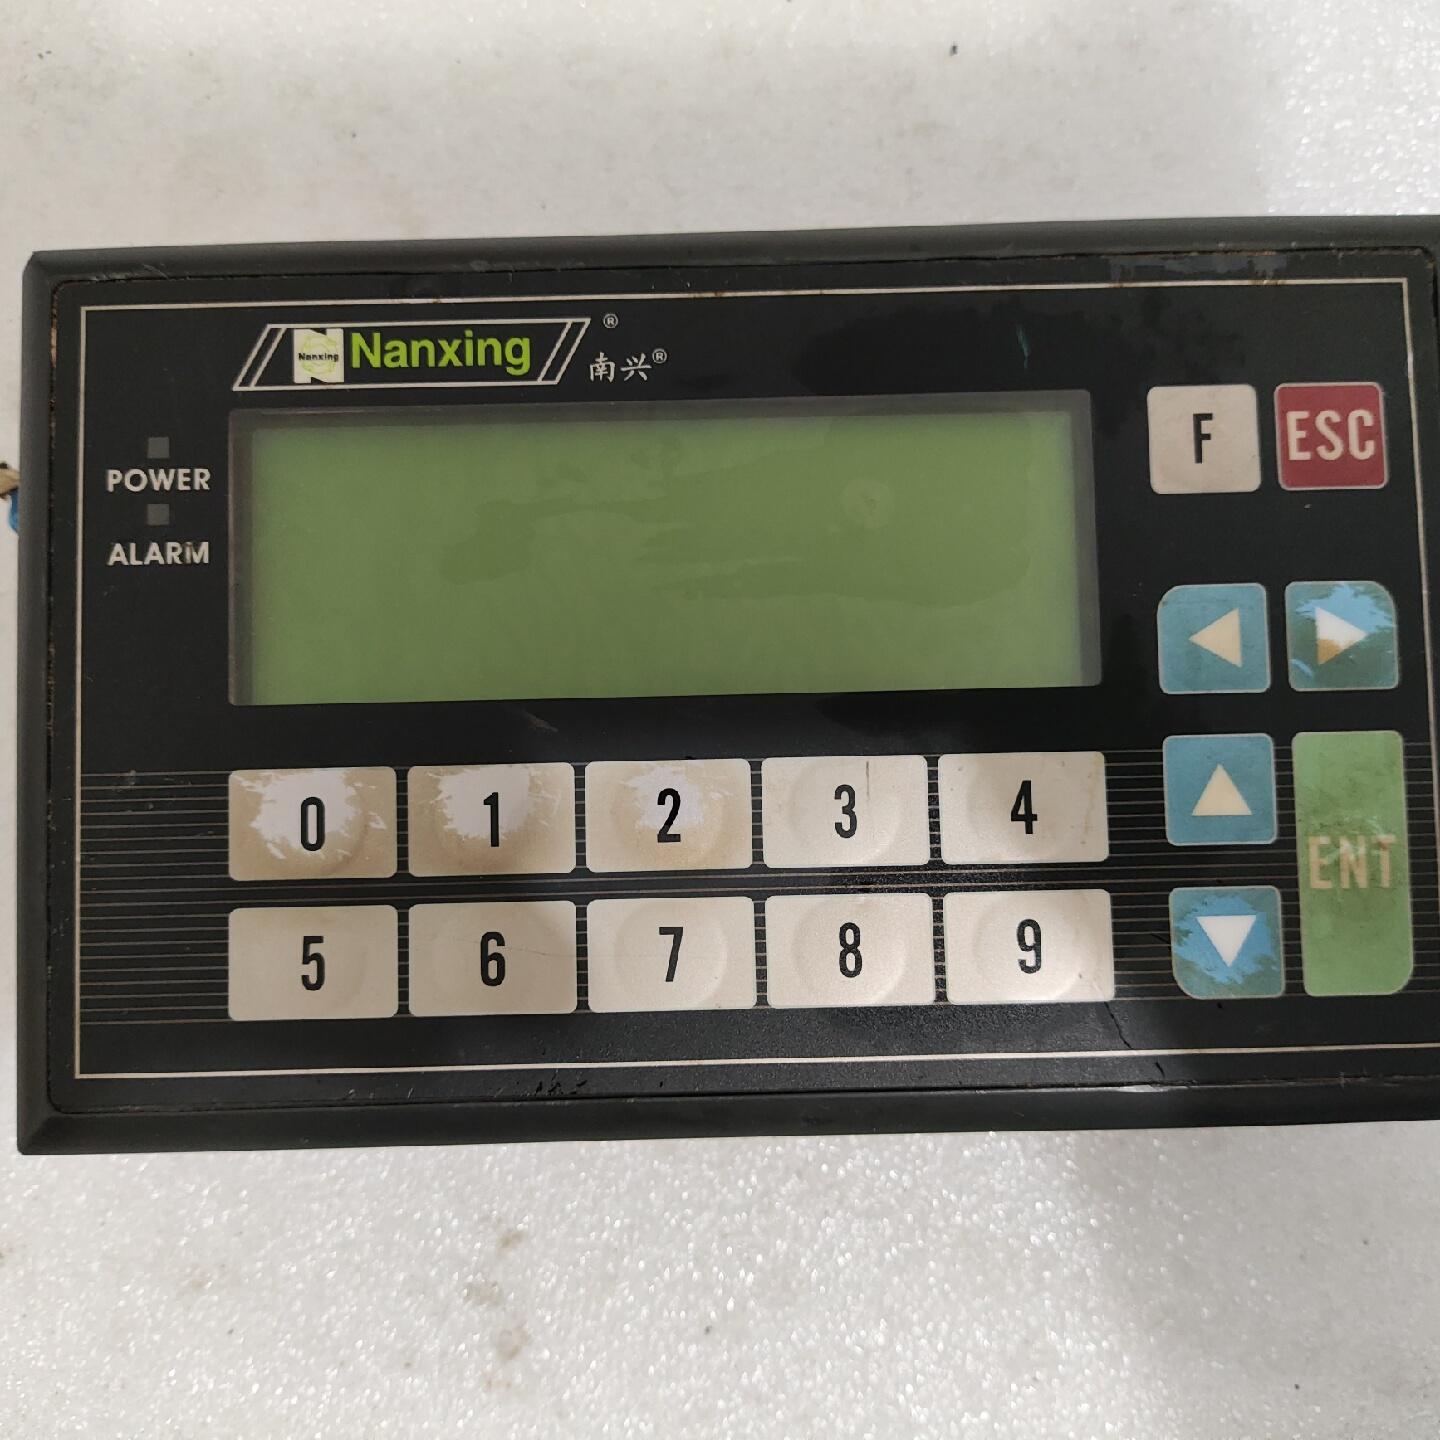 Nanxing Nanxing ®
南兴®
POWER
ALARM
F ESC
0 1 2 3 4
ENT
5 6 7 8 9